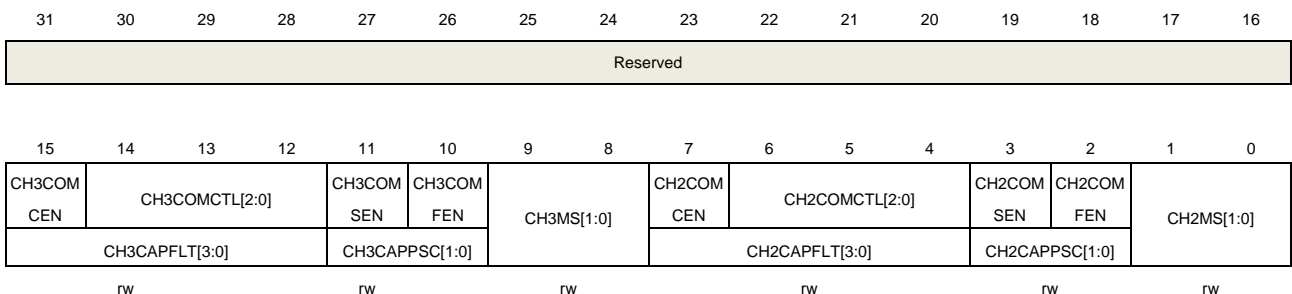 31 30 29 28 27 26 25 24 23 22 21 20 19 18 17 16
Reserved
15 14 13 12 11 10 9 8 7 6 5 4 3 2 1 0
CH3COM CEN CH3COMCTL[2:0] CH3COM SEN CH3COM FEN CH3MS[1:0] CH2COM CEN CH2COMCTL[2:0] CH2COM SEN CH2COM FEN CH2MS[1:0]
CH3CAPFLT[3:0] CH3CAPPSC[1:0] CH2CAPFLT[3:0] CH2CAPPSC[1:0]
rw rw rw rw rw rw